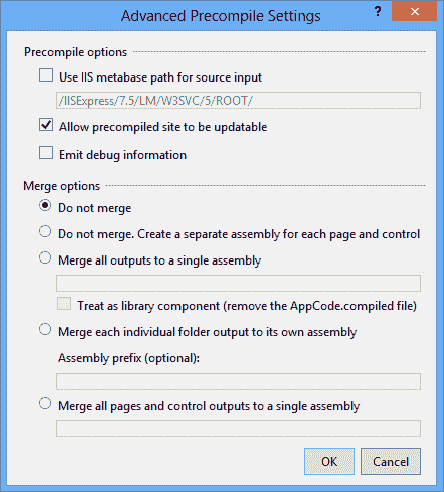 Advanced Precompile Settings
?
Precompile options
Use IIS metabase path for source input
/IISExpress/7.5/LM/W3SVC/5/ROOT/
Allow precompiled site to be updatable
Emit debug information
Merge options
Do not merge
Do not merge. Create a separate assembly for each page and control
Merge all outputs to a single assembly
Treat as library component (remove the AppCode.compiled file)
Merge each individual folder output to its own assembly
Assembly prefix (optional):
Merge all pages and control outputs to a single assembly
OK
Cancel